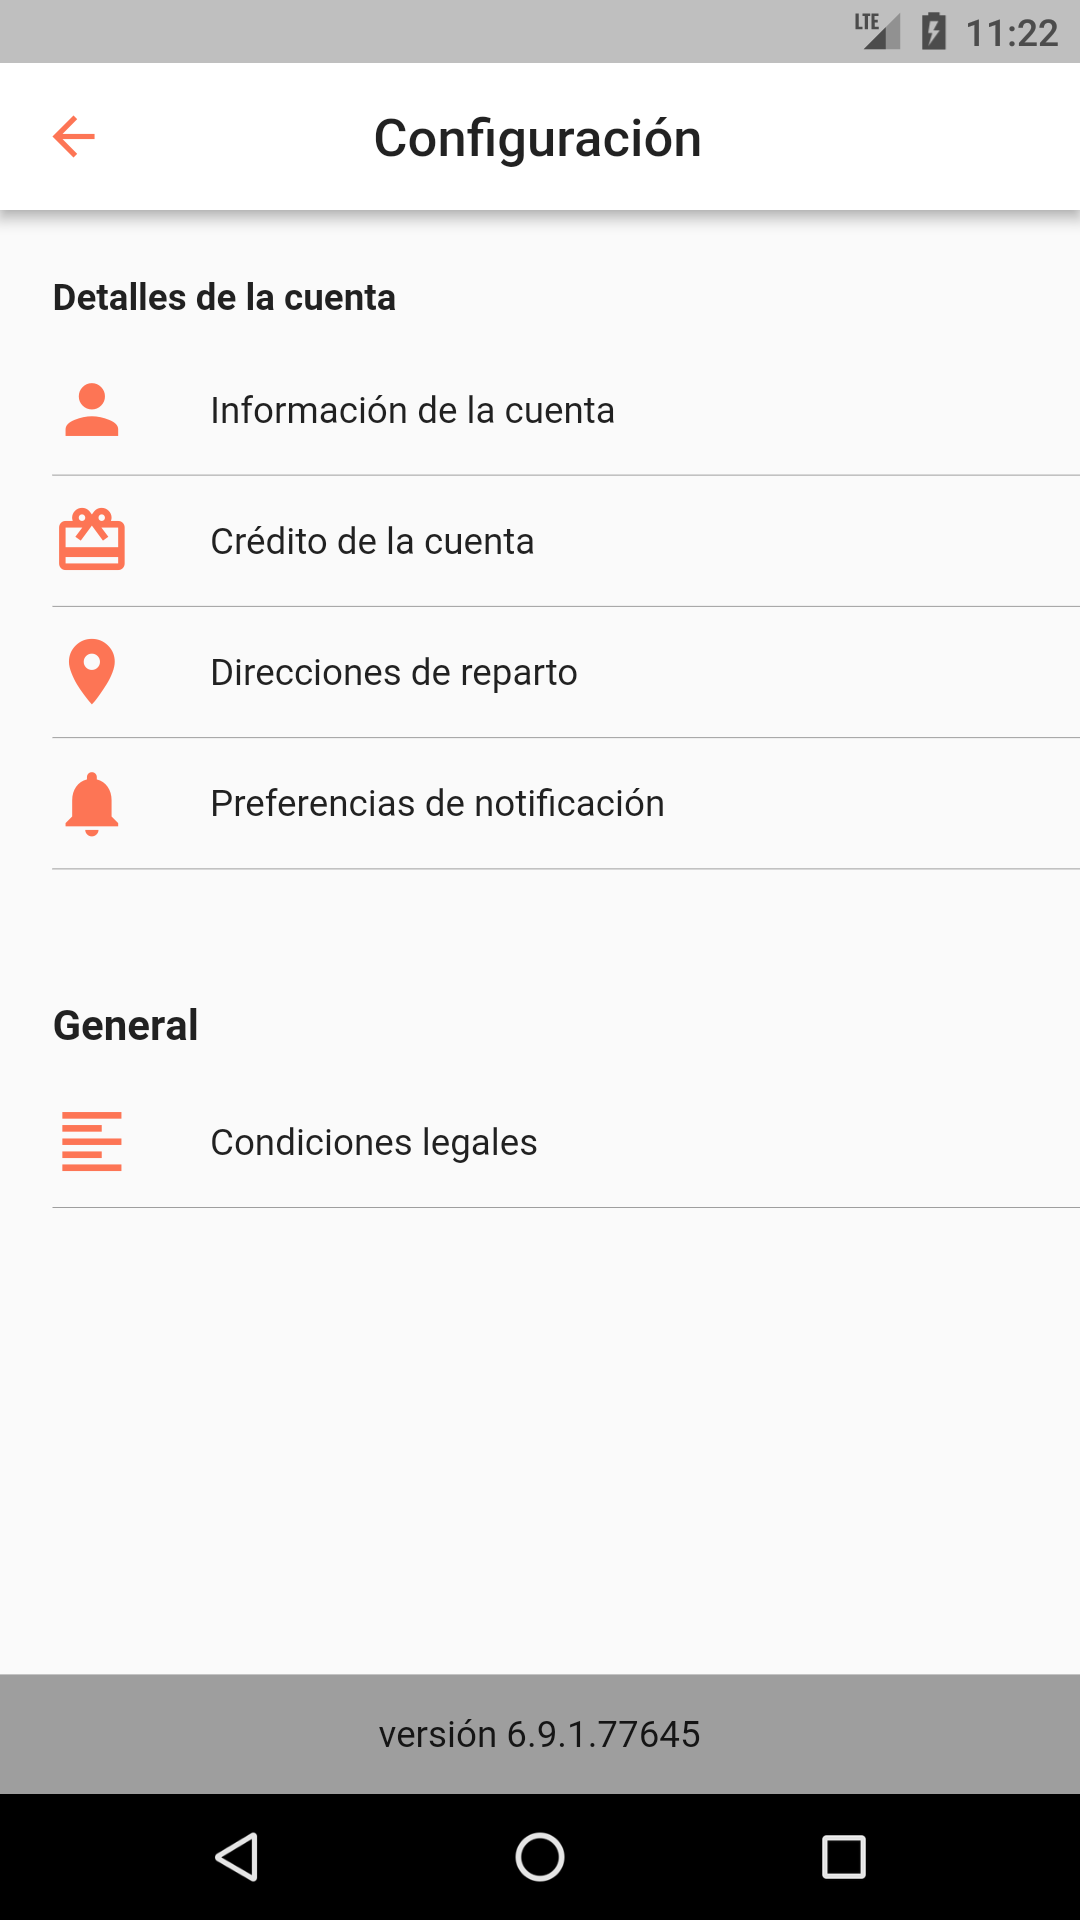 LTE 11:22
Configuración
Detalles de la cuenta
Información de la cuenta
Crédito de la cuenta
Direcciones de reparto
Preferencias de notificación
General
Condiciones legales
versión 6.9.1.77645